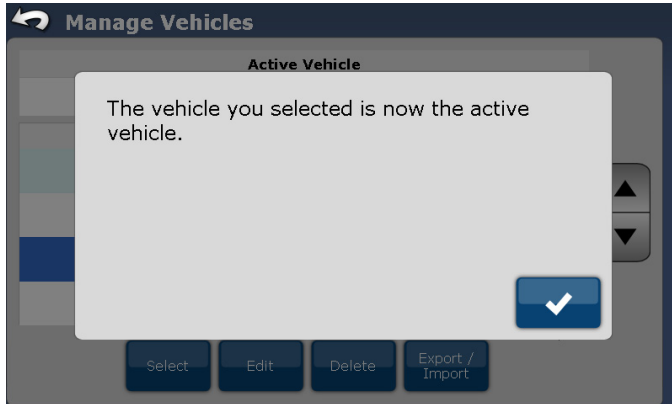 Manage Vehicles
Active Vehicle
The vehicle you selected is now the active
vehicle.
Select
Edit
Delete
Export /
Import